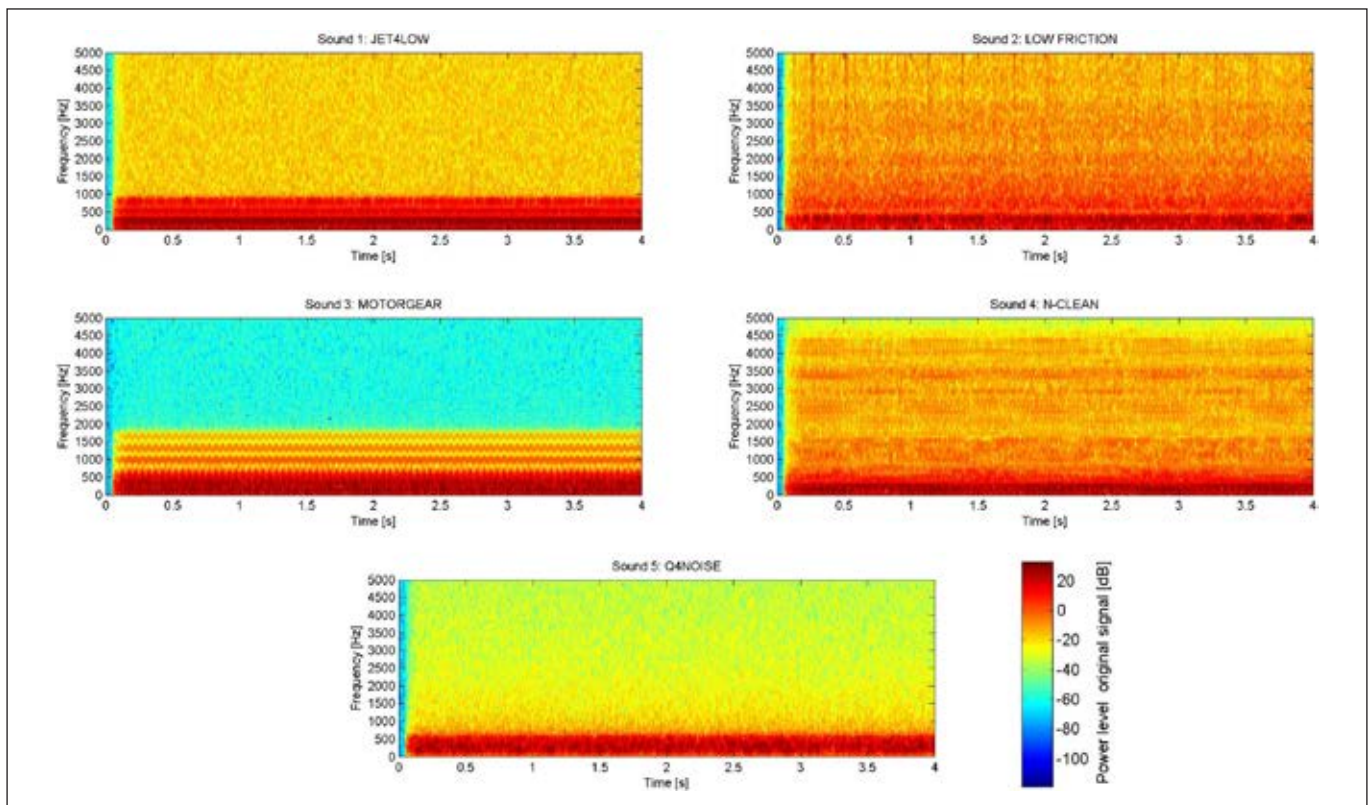 Sound 1: JET4LOW
5000
4500
4000
3500
3000
2500
2000
1500
1000
500
0
Frequency [Hz]
0 0.5 1 1.5 2 2.5 3 3.5 4
Time [s]
Sound 2: LOW FRICTION
5000
4500
4000
3500
3000
2500
2000
1500
1000
500
0
Frequency [Hz]
0 0.5 1 1.5 2 2.5 3 3.5 4
Time [s]
Sound 3: MOTORGEAR
5000
4500
4000
3500
3000
2500
2000
1500
1000
500
0
Frequency [Hz]
0 0.5 1 1.5 2 2.5 3 3.5 4
Time [s]
Sound 4: N-CLEAN
5000
4500
4000
3500
3000
2500
2000
1500
1000
500
0
Frequency [Hz]
0 0.5 1 1.5 2 2.5 3 3.5 4
Time [s]
Sound 5: Q4NOISE
5000
4500
4000
3500
3000
2500
2000
1500
1000
500
0
Frequency [Hz]
0 0.5 1 1.5 2 2.5 3 3.5 4
Time [s]
20
0
-20
-40
-60
-80
-100
Power level original signal [dB]